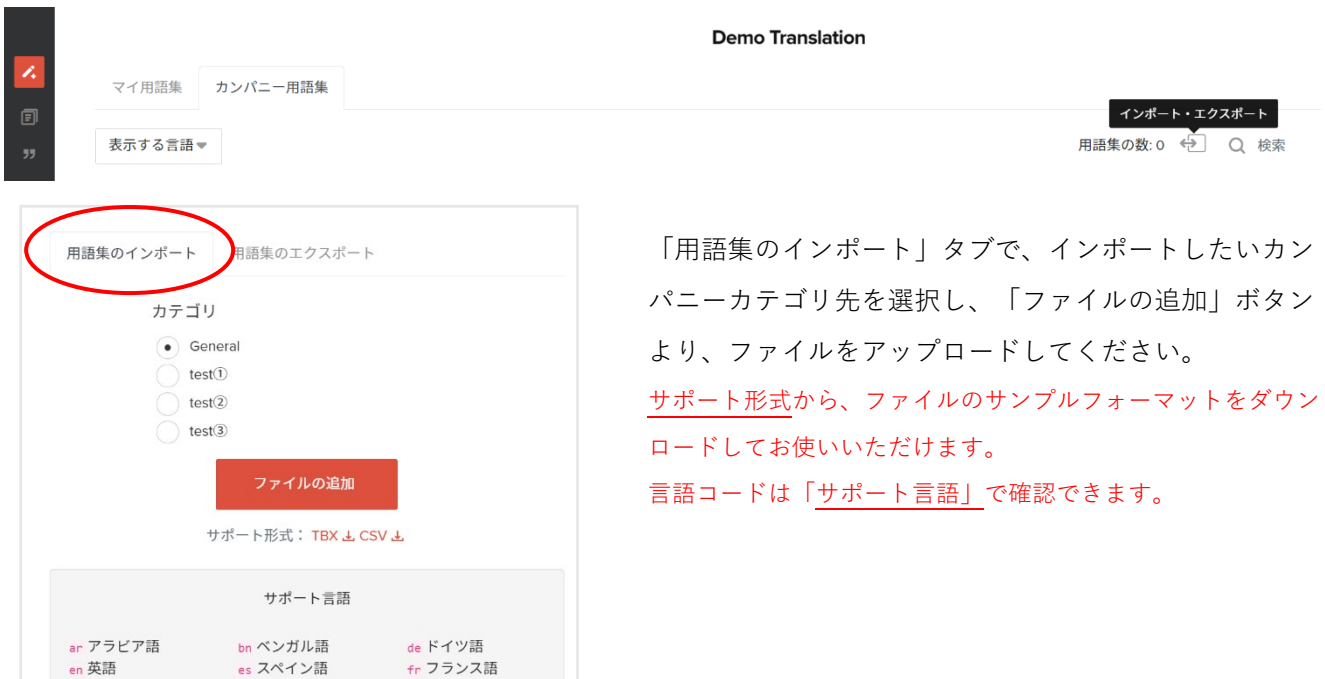 Demo Translation
マイ用語集 カンパニー用語集
インポート・エクスポート
表示する言語
用語集の数: 0 検索
用語集のインポート 用語集のエクスポート
カテゴリ
General
test①
test②
test③
ファイルの追加
サポート形式： TBX CSV
サポート言語
ar アラビア語 bn ベンガル語 de ドイツ語
en 英語 es スペイン語 fr フランス語
「用語集のインポート」タブで、インポートしたいカン
パニーカテゴリ先を選択し、「ファイルの追加」ボタン
より、ファイルをアップロードしてください。
サポート形式から、ファイルのサンプルフォーマットをダウン
ロードしてお使いいただけます。
言語コードは「サポート言語」で確認できます。